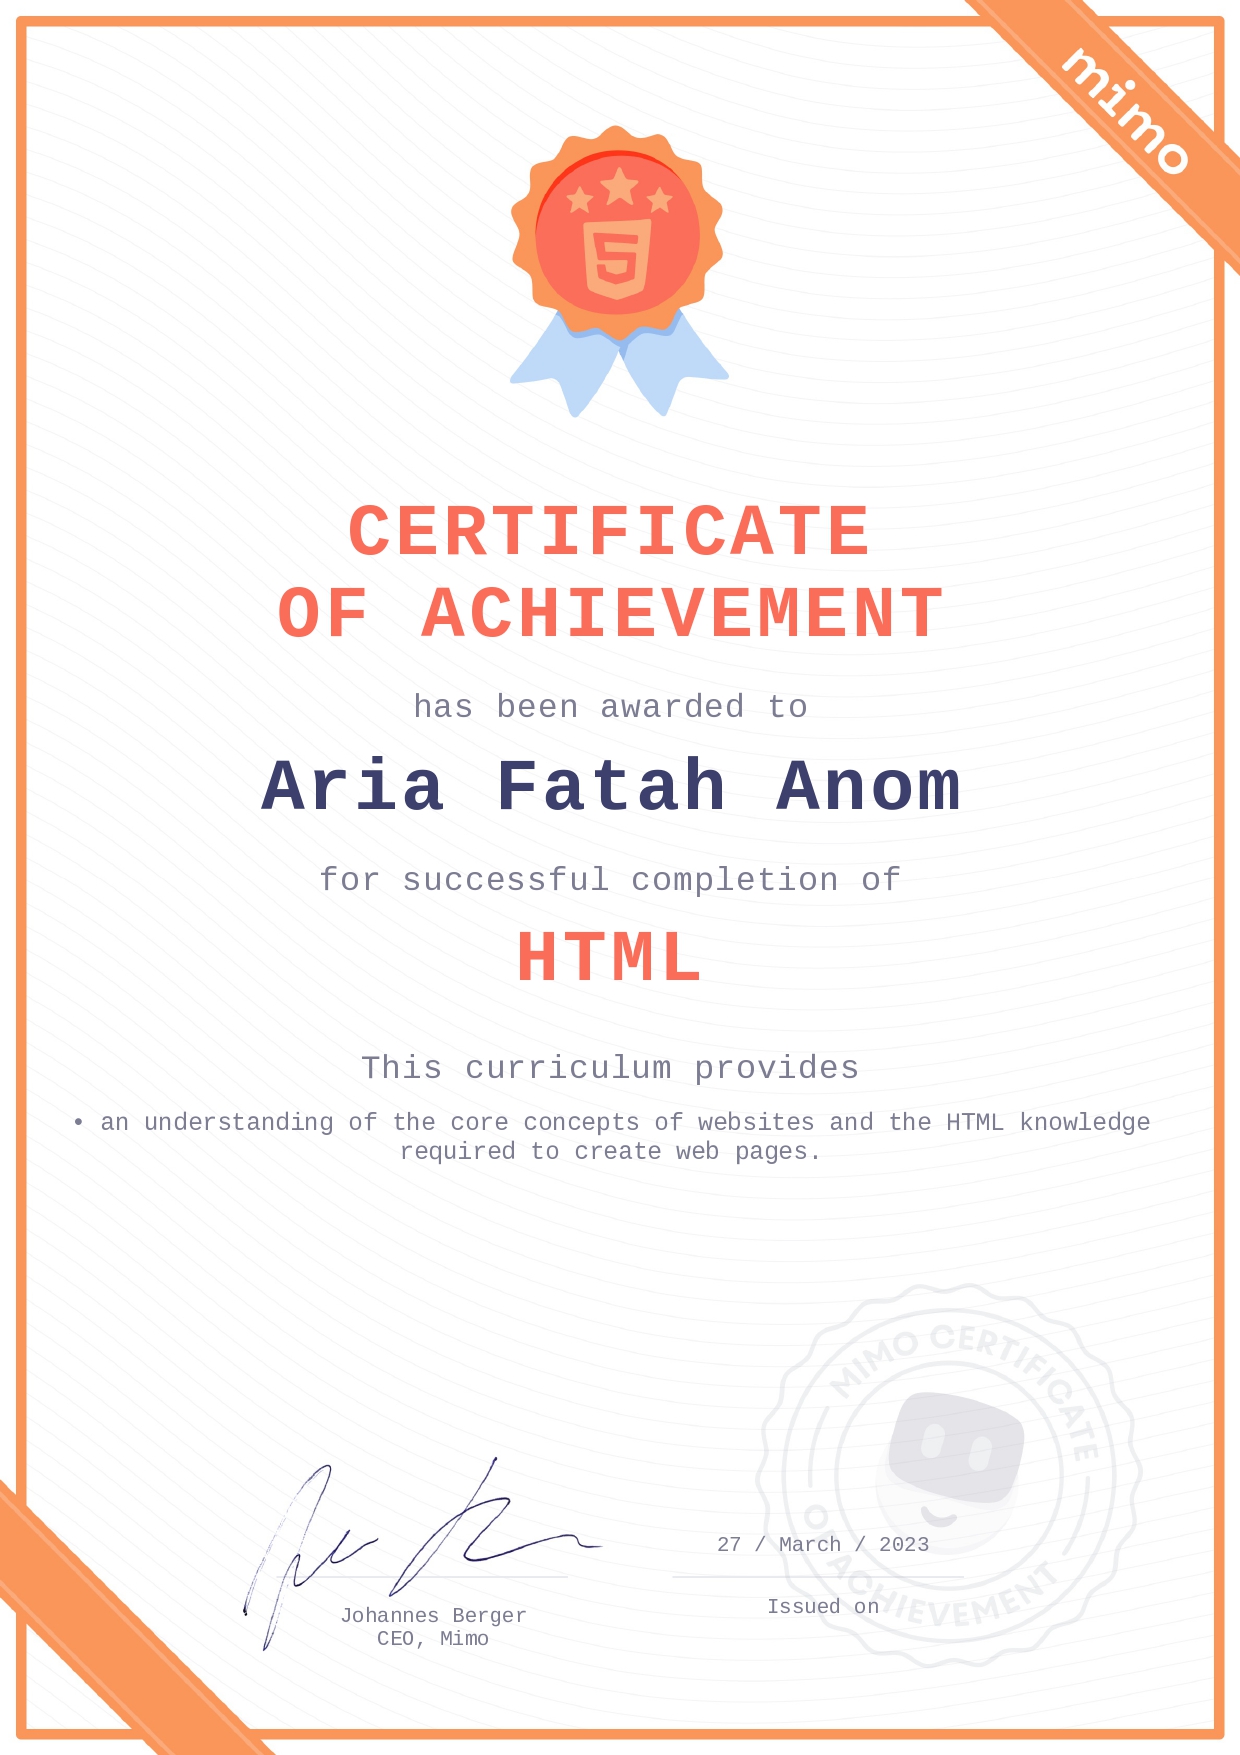 mimo
CERTIFICATE
OF ACHIEVEMENT
has been awarded to
Aria Fatah Anom
for successful completion of
HTML
This curriculum provides
• an understanding of the core concepts of websites and the HTML knowledge
required to create web pages.
MIMO CERTIFICATE
OF ACHIEVEMENT
27 / March / 2023
Issued on
Johannes Berger
CEO, Mimo